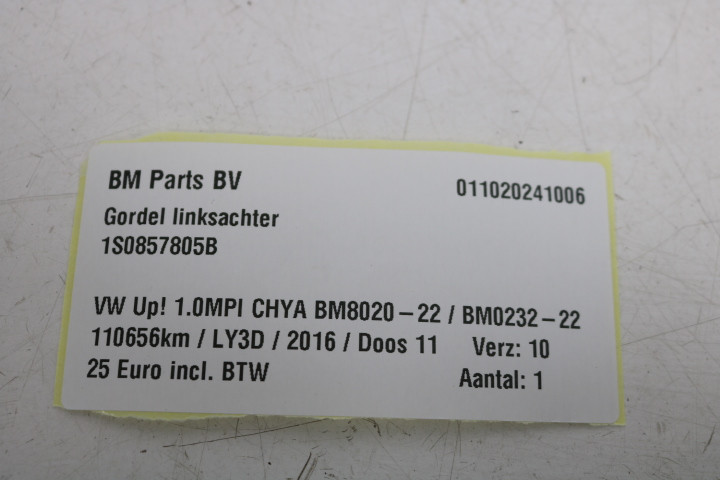 BM Parts BV 011020241006
Gordel linksachter
1S0857805B
VW Up! 1.0MPI CHYA BM8020-22 / BM0232-22
110656km / LY3D / 2016 / Doos 11 Verz: 10
25 Euro incl. BTW Aantal: 1